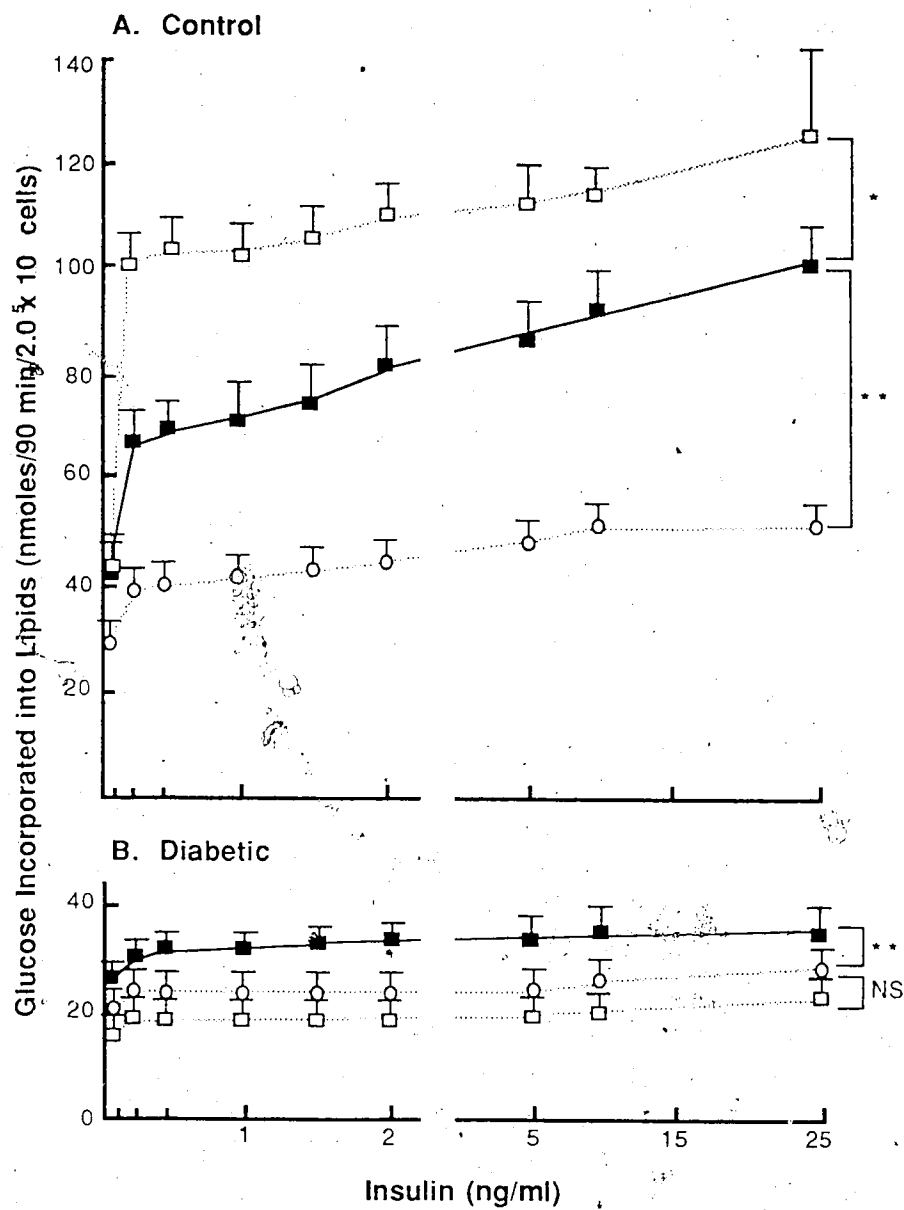 A. Control
140
120
100
80
60
40
20
*
* *
Glucose Incorporated into Lipids (nmoles/90 min/2.0 x 10⁵ cells)
B. Diabetic
40
20
0
* *
NS
1 2 5 15 25
Insulin (ng/ml)